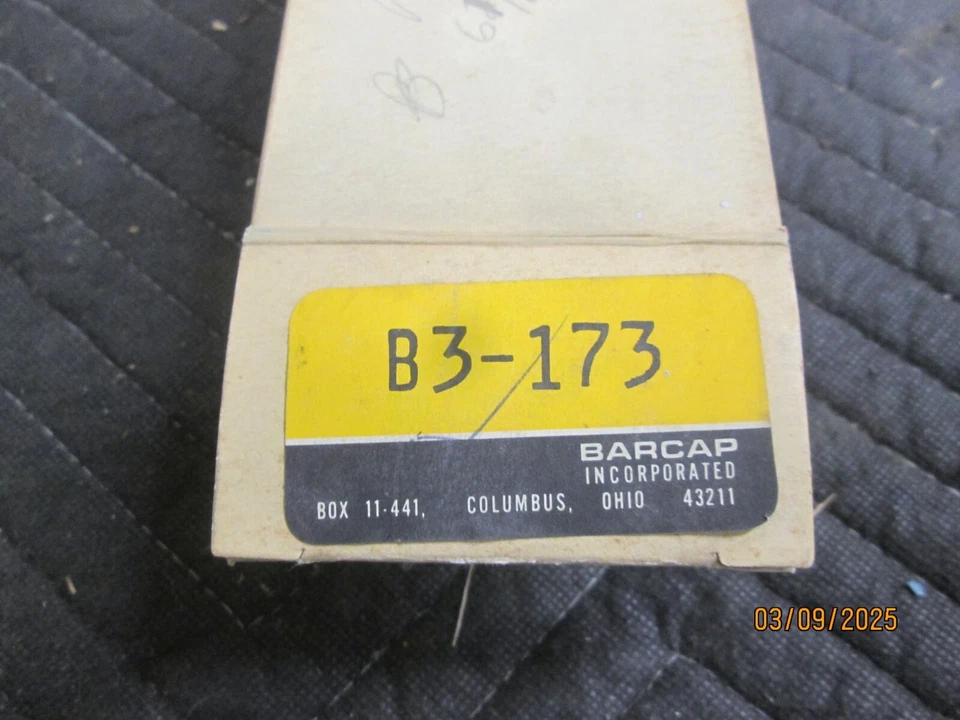 B
B3-173
BARCAP
INCORPORATED
BOX 11-441, COLUMBUS, OHIO 43211
03/09/2025